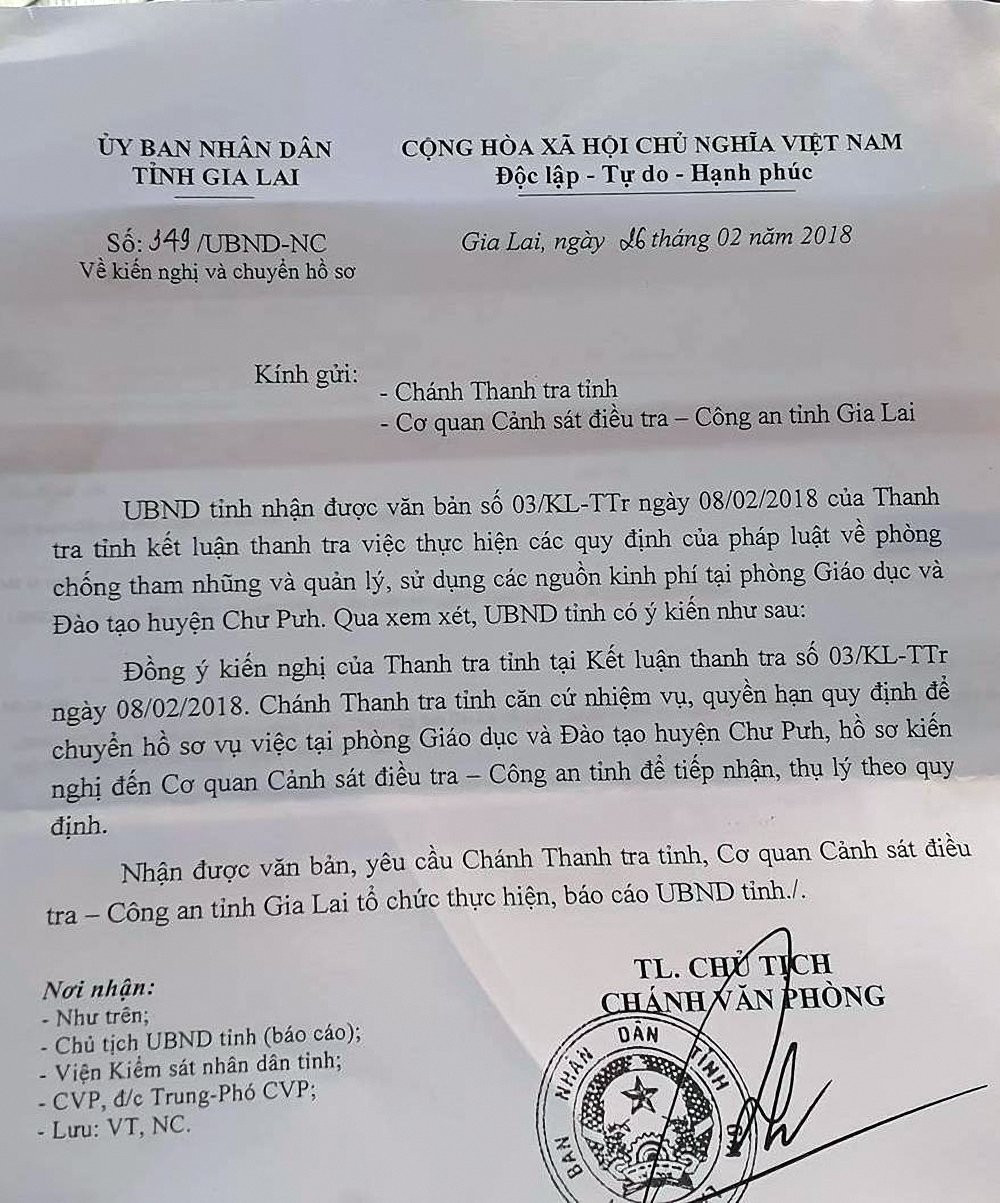 ỦY BAN NHÂN DÂN
TỈNH GIA LAI
CỘNG HÒA XÃ HỘI CHỦ NGHĨA VIỆT NAM
Độc lập - Tự do - Hạnh phúc
Số: 349/UBND-NC
Về kiến nghị và chuyển hồ sơ
Gia Lai, ngày 26 tháng 02 năm 2018
Kính gửi:
- Chánh Thanh tra tỉnh
- Cơ quan Cảnh sát điều tra – Công an tỉnh Gia Lai
UBND tỉnh nhận được văn bản số 03/KL-TTr ngày 08/02/2018 của Thanh
tra tỉnh kết luận thanh tra việc thực hiện các quy định của pháp luật về phòng
chống tham nhũng và quản lý, sử dụng các nguồn kinh phí tại phòng Giáo dục và
Đào tạo huyện Chư Pưh. Qua xem xét, UBND tỉnh có ý kiến như sau:
Đồng ý kiến nghị của Thanh tra tỉnh tại Kết luận thanh tra số 03/KL-TTr
ngày 08/02/2018. Chánh Thanh tra tỉnh căn cứ nhiệm vụ, quyền hạn quy định để
chuyển hồ sơ vụ việc tại phòng Giáo dục và Đào tạo huyện Chư Pưh, hồ sơ kiến
nghị đến Cơ quan Cảnh sát điều tra – Công an tỉnh để tiếp nhận, thụ lý theo quy
định.
Nhận được văn bản, yêu cầu Chánh Thanh tra tỉnh, Cơ quan Cảnh sát điều
tra – Công an tỉnh Gia Lai tổ chức thực hiện, báo cáo UBND tỉnh./.
Nơi nhận:
- Như trên;
- Chủ tịch UBND tỉnh (báo cáo);
- Viện Kiểm sát nhân dân tỉnh;
- CVP, đ/c Trung-Phó CVP;
- Lưu: VT, NC.
TL. CHỦ TỊCH
CHÁNH VĂN PHÒNG
BAN NHÂN DÂN TỈNH